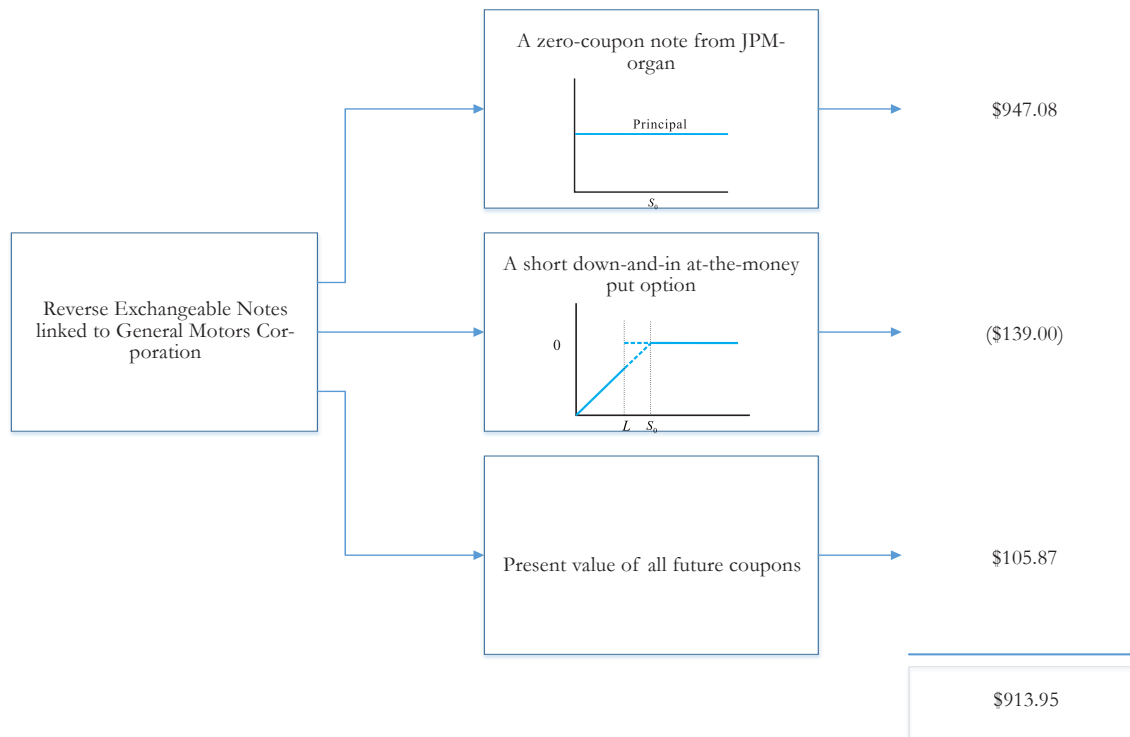 Reverse Exchangeable Notes
linked to General Motors Cor-
poration
A zero-coupon note from JPM-
organ
Principal
S₀
$947.08
A short down-and-in at-the-money
put option
0
L S₀
($139.00)
Present value of all future coupons
$105.87
$913.95